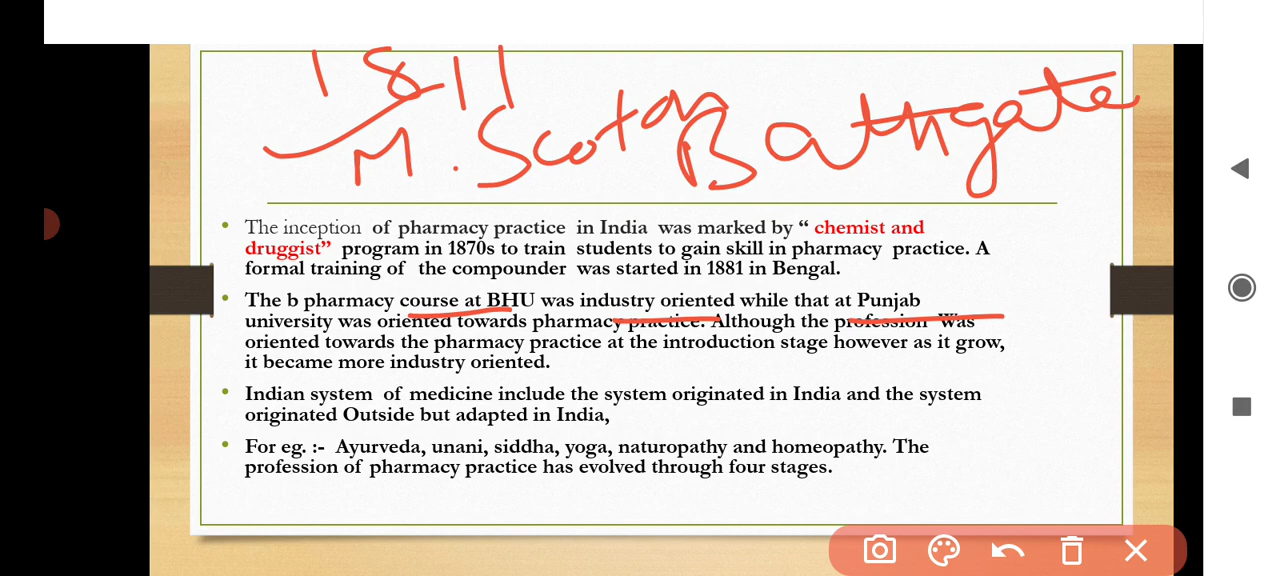 1811
M. Scoton Bathgate
• The inception of pharmacy practice in India was marked by “ chemist and
druggist” program in 1870s to train students to gain skill in pharmacy practice. A
formal training of the compounder was started in 1881 in Bengal.
• The b pharmacy course at BHU was industry oriented while that at Punjab
university was oriented towards pharmacy practice. Although the profession Was
oriented towards the pharmacy practice at the introduction stage however as it grow,
it became more industry oriented.
• Indian system of medicine include the system originated in India and the system
originated Outside but adapted in India,
• For eg. :- Ayurveda, unani, siddha, yoga, naturopathy and homeopathy. The
profession of pharmacy practice has evolved through four stages.